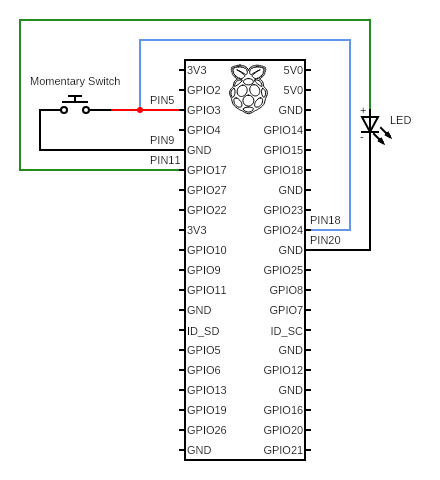 3V3 5V0
Momentary Switch GPIO2 5V0
PIN5 GPIO3 GND + LED
GPIO4 GPIO14 -
PIN9 GND GPIO15
PIN11 GPIO17 GPIO18
GPIO27 GND
GPIO22 GPIO23 PIN18
3V3 GPIO24 PIN20
GPIO10 GND
GPIO9 GPIO25
GPIO11 GPIO8
GND GPIO7
ID_SD ID_SC
GPIO5 GND
GPIO6 GPIO12
GPIO13 GND
GPIO19 GPIO16
GPIO26 GPIO20
GND GPIO21